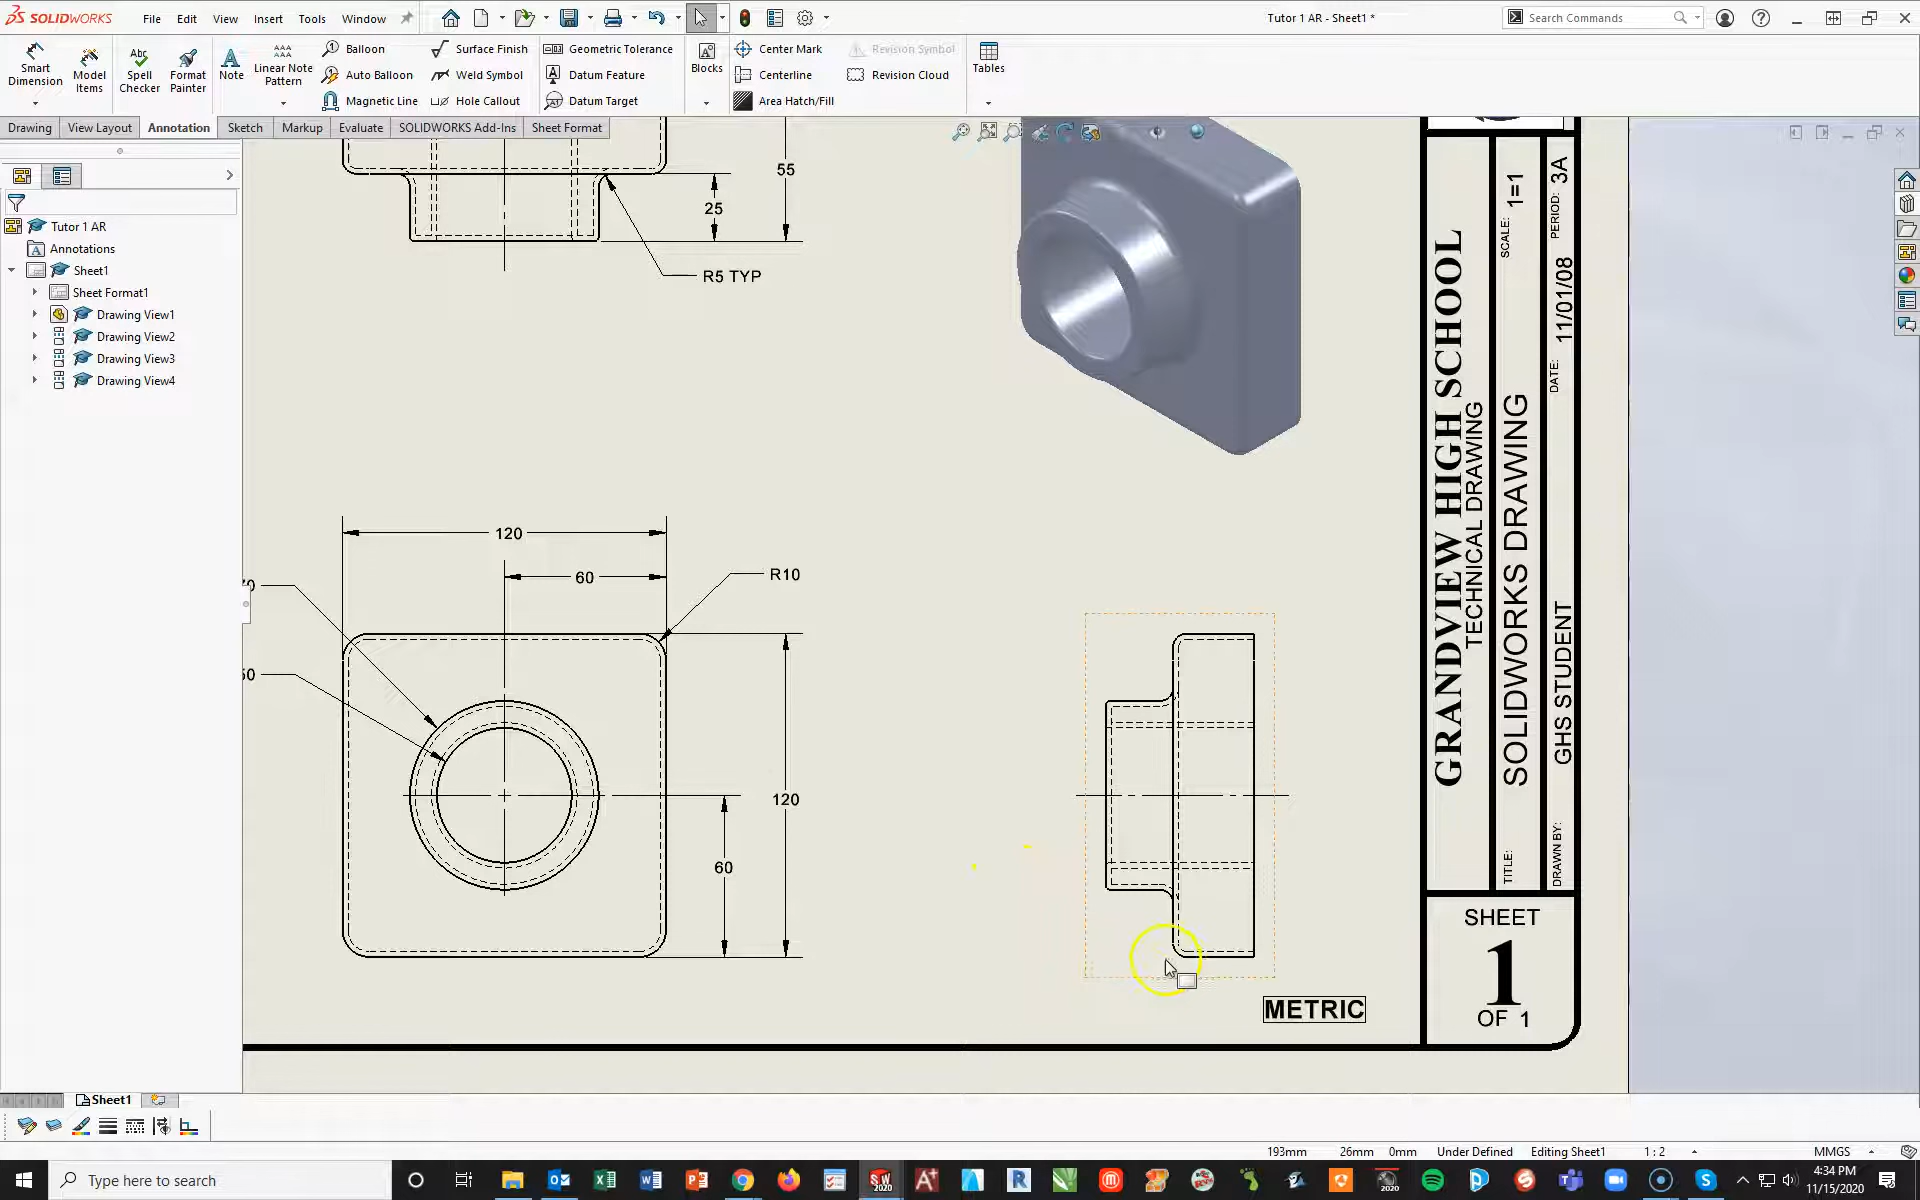 SOLIDWORKS
File Edit View Insert Tools Window
Tutor 1 AR - Sheet1 *
Search Commands
Smart Dimension
Model Items
Spell Checker
Format Painter
Note
Linear Note Pattern
Balloon
Auto Balloon
Magnetic Line
Surface Finish
Weld Symbol
Hole Callout
Geometric Tolerance
Datum Feature
Datum Target
Blocks
Center Mark
Centerline
Area Hatch/Fill
Revision Symbol
Revision Cloud
Tables
Drawing View Layout Annotation Sketch Markup Evaluate SOLIDWORKS Add-Ins Sheet Format
Tutor 1 AR
Annotations
Sheet1
Sheet Format1
Drawing View1
Drawing View2
Drawing View3
Drawing View4
55
25
R5 TYP
120
60
R10
120
60
METRIC
GRANDVIEW HIGH SCHOOL
TECHNICAL DRAWING
SCALE: 1=1
TITLE: SOLIDWORKS DRAWING
PERIOD: 3A
DATE: 11/01/08
DRAWN BY: GHS STUDENT
SHEET
1
OF 1
Sheet1
193mm 26mm 0mm Under Defined Editing Sheet1 1 : 2 MMGS
Type here to search
4:34 PM
11/15/2020